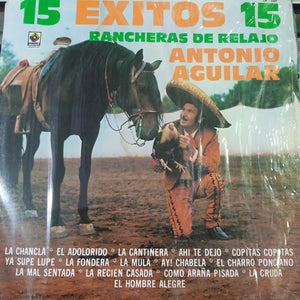 15 EXITOS 15
RANCHERAS DE RELAJO
ANTONIO
AGUILAR
LA CHANCLA * EL ADOLORIDO * LA CANTINERA * AHI TE DEJO * COPITAS COPITAS
YA SUPE LUPE * LA FONDERA * LA MULA * AY! CHABELA * EL CHARRO PONCIANO
LA MAL SENTADA * LA RECIEN CASADA * COMO ARAÑA PISADA * LA CRUDA
EL HOMBRE ALEGRE